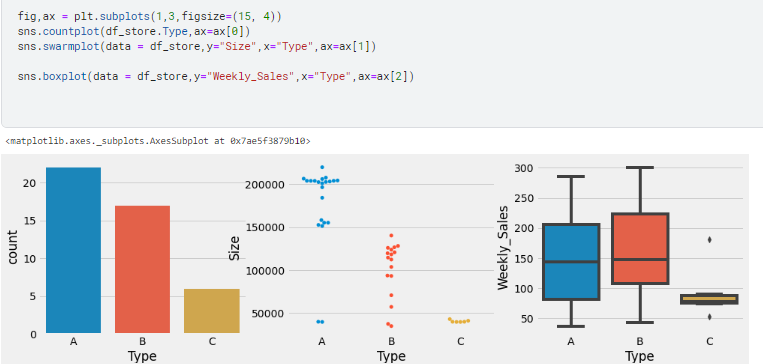 fig,ax = plt.subplots(1,3,figsize=(15, 4))
sns.countplot(df_store.Type,ax=ax[0])
sns.swarmplot(data = df_store,y="Size",x="Type",ax=ax[1])
sns.boxplot(data = df_store,y="Weekly_Sales",x="Type",ax=ax[2])
<matplotlib.axes._subplots.AxesSubplot at 0x7ae5f3879b10>
count
20
15
10
5
0
A B C
Type
Size
200000
150000
100000
50000
A B C
Type
Weekly_Sales
300
250
200
150
100
50
A B C
Type